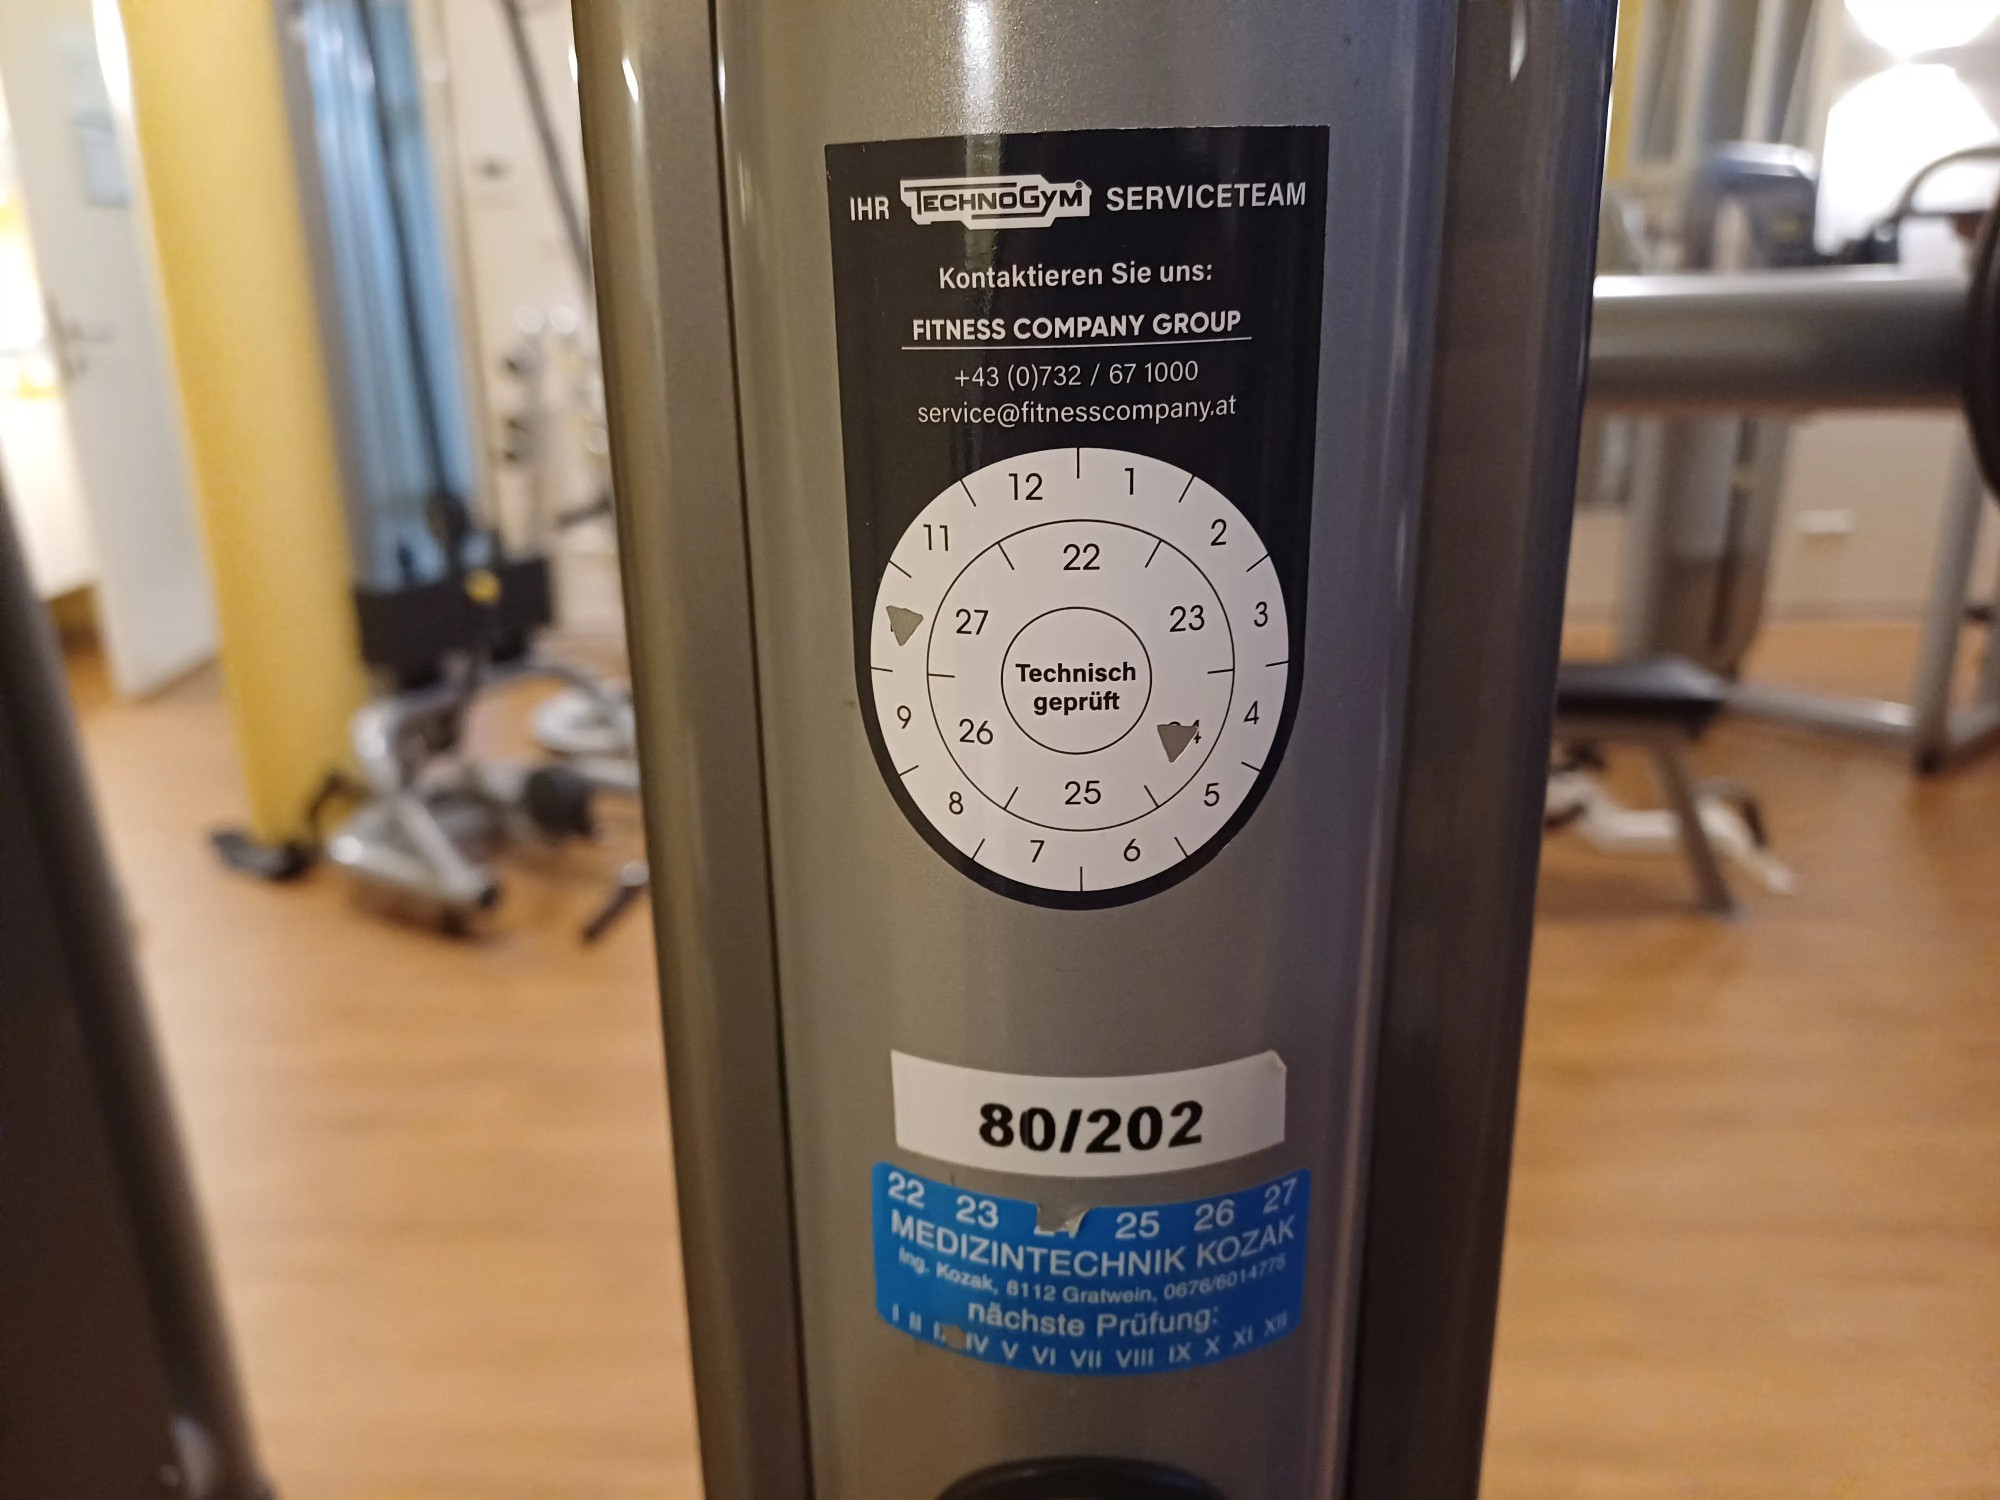 IHR TECHNOGYM SERVICETEAM
Kontaktieren Sie uns:
FITNESS COMPANY GROUP
+43 (0)732 / 67 1000
service@fitnesscompany.at
12 1
11 2
22
27 23 3
Technisch
geprüft
9 26 4
25
8 5
7 6
80/202
22 23 24 25 26 27
MEDIZINTECHNIK KOZAK
Ing. Kozak, 8112 Gratwein, 0676/6014775
nächste Prüfung:
I II IV V VI VII VIII IX X XI XII